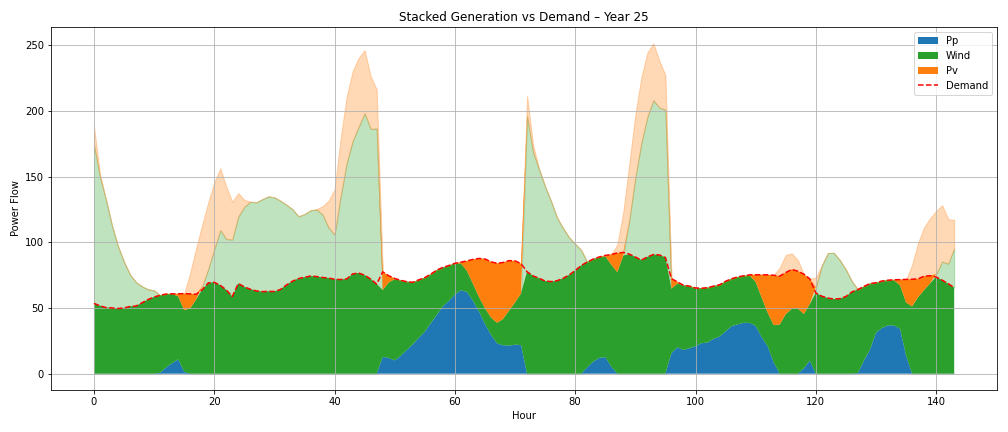 Stacked Generation vs Demand – Year 25
Pp
Wind
Pv
Demand
Power Flow
250
200
150
100
50
0
0 20 40 60 80 100 120 140
Hour